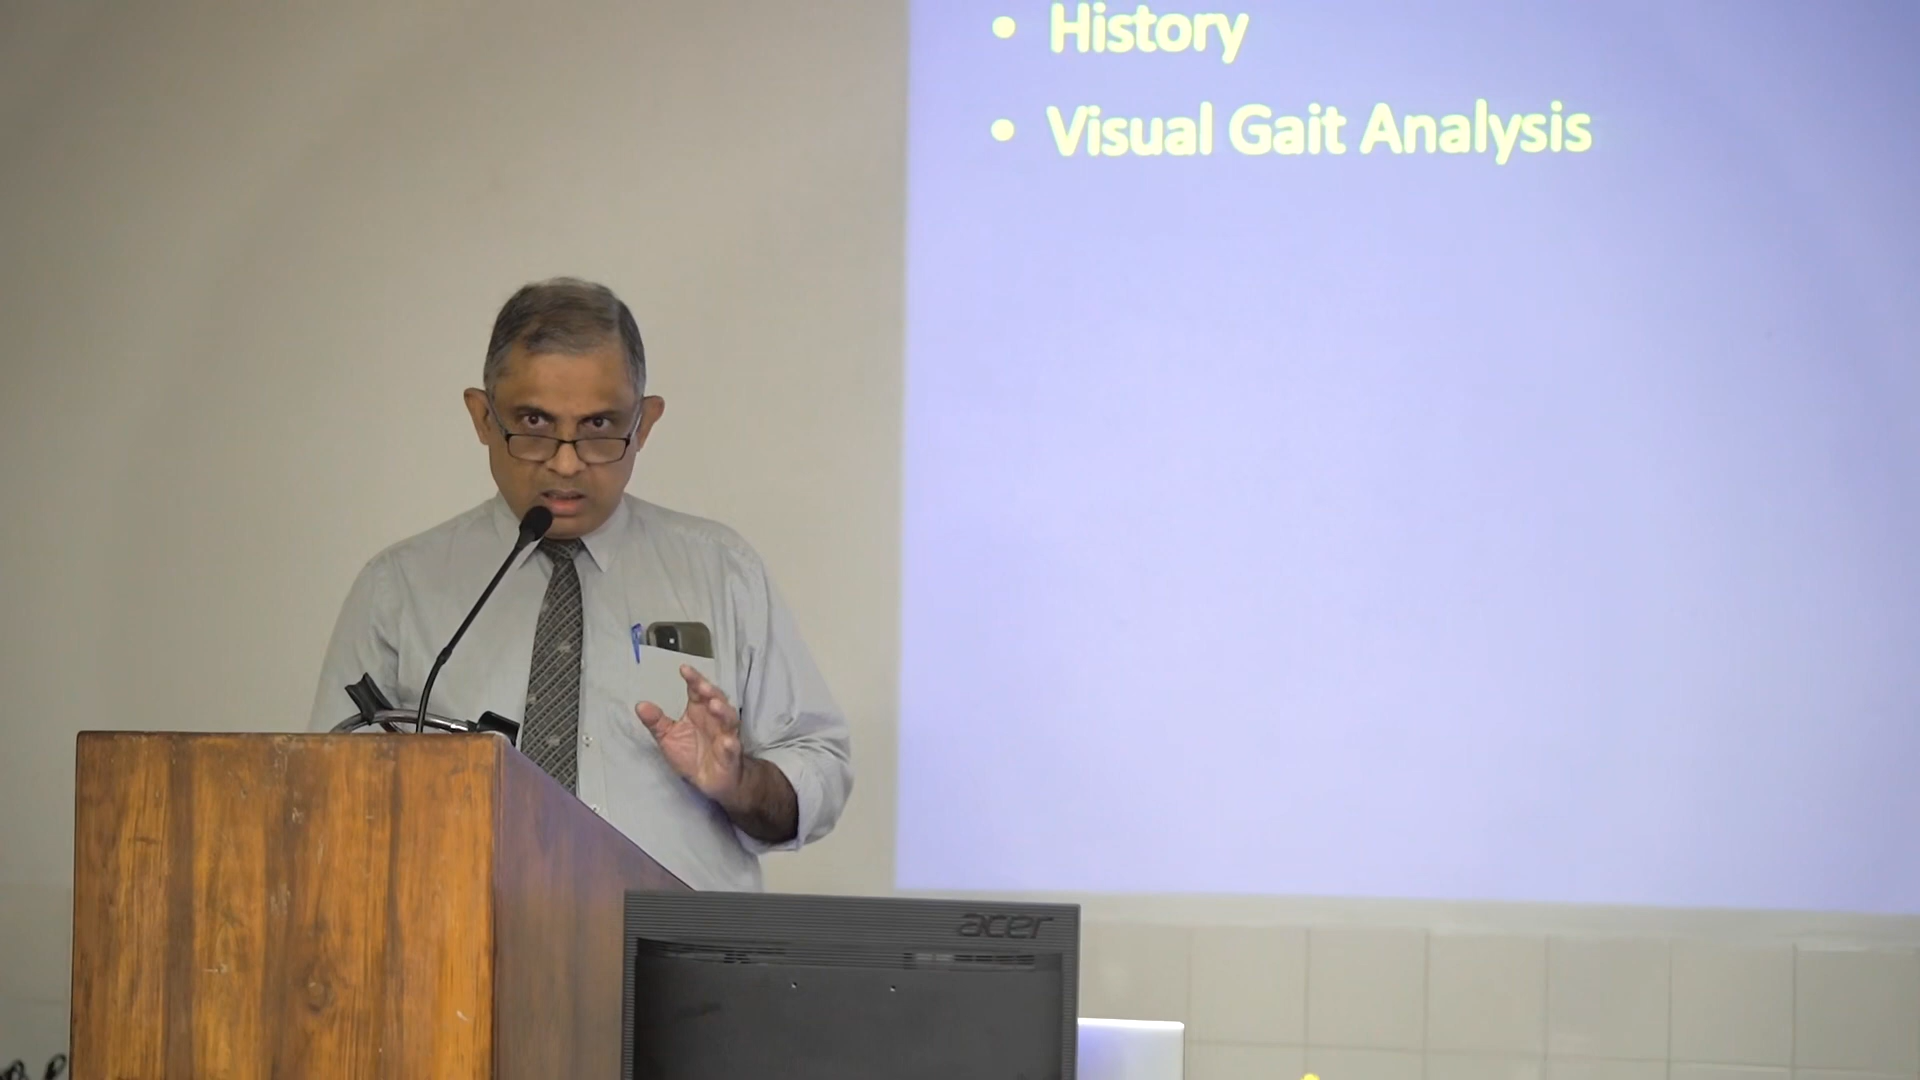 • History
• Visual Gait Analysis
acer